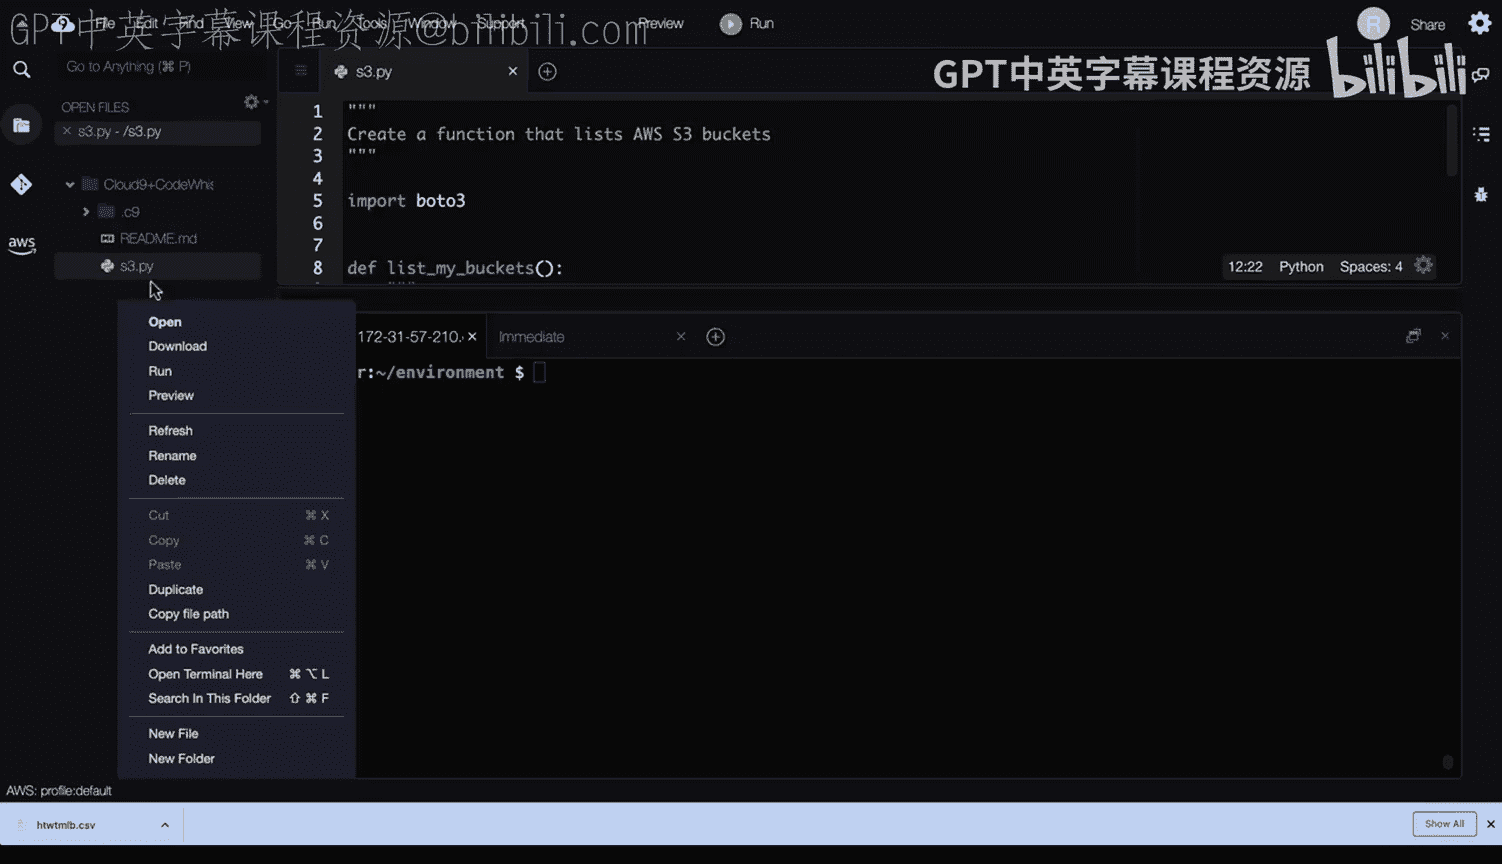 File Edit Find View Go Run Tools Window Support Preview Run R Share
GPT中英字幕课程资源@bilibili.com
GPT中英字幕课程资源 bilibili
Go to Anything (⌘ P)
OPEN FILES
s3.py - /s3.py
Cloud9+CodeWhis
.c9
README.md
s3.py
aws
s3.py
1 """
2 Create a function that lists AWS S3 buckets
3 """
4
5 import boto3
6
7
8 def list_my_buckets():
"""
12:22 Python Spaces: 4
172-31-57-210. Immediate
r:~/environment $
Open
Download
Run
Preview
Refresh
Rename
Delete
Cut ⌘ X
Copy ⌘ C
Paste ⌘ V
Duplicate
Copy file path
Add to Favorites
Open Terminal Here ⌘ ⌥ L
Search In This Folder ⇧ ⌘ F
New File
New Folder
AWS: profile:default
htwtmlb.csv
Show All